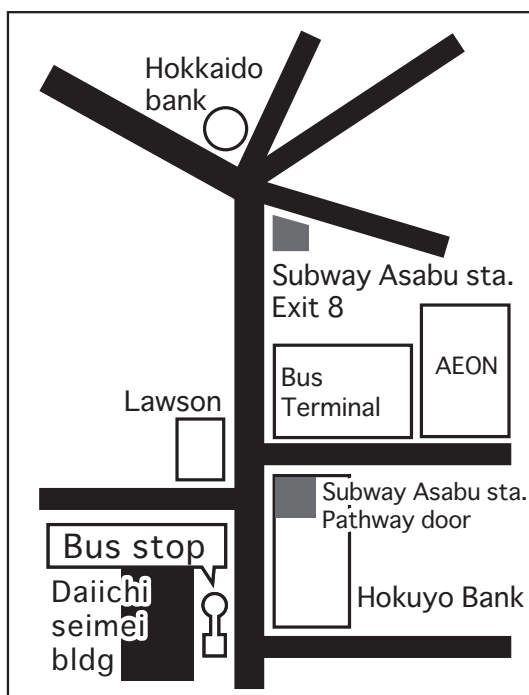 Hokkaido
bank
Subway Asabu sta.
Exit 8
AEON
Bus
Terminal
Lawson
Subway Asabu sta.
Pathway door
Bus stop
Daiichi
seimei
bldg
Hokuyo Bank